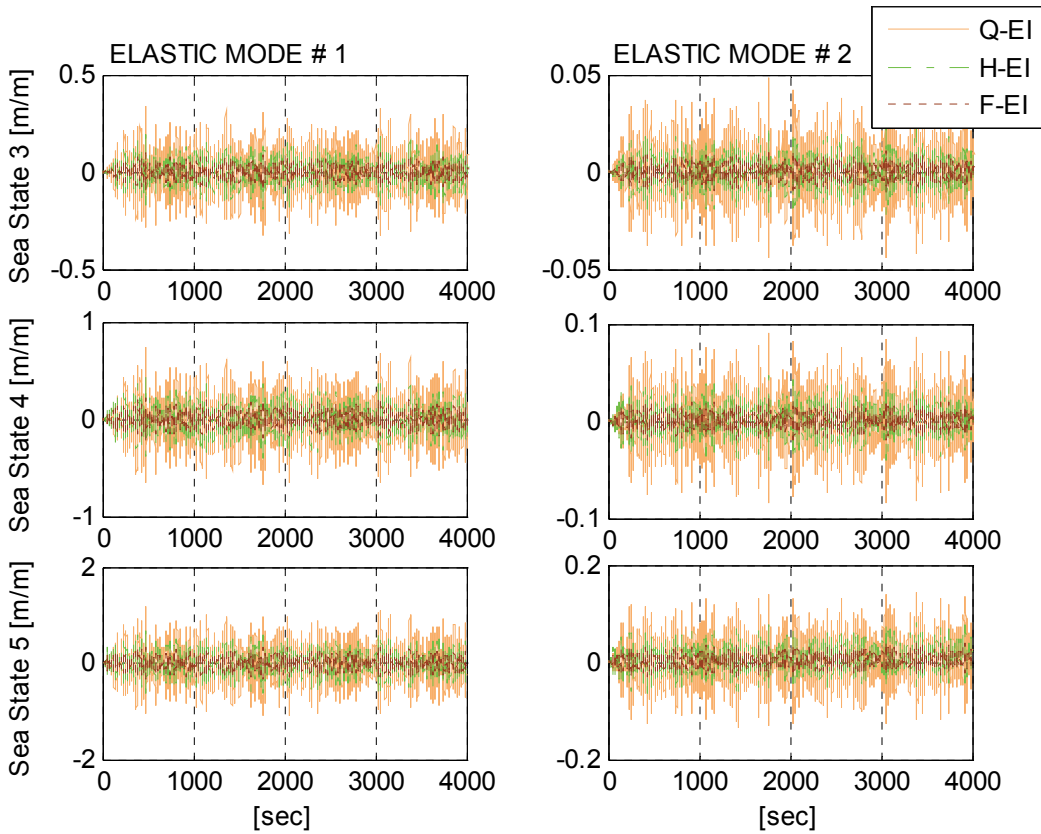 ELASTIC MODE # 1
ELASTIC MODE # 2
Q-EI
H-EI
F-EI
Sea State 3 [m/m]
0.5
0
-0.5
0 1000 2000 3000 4000
0.05
0
-0.05
0 1000 2000 3000 4000
Sea State 4 [m/m]
1
0
-1
0 1000 2000 3000 4000
0.1
0
-0.1
0 1000 2000 3000 4000
Sea State 5 [m/m]
2
0
-2
0 1000 2000 3000 4000
[sec]
0.2
0
-0.2
0 1000 2000 3000 4000
[sec]